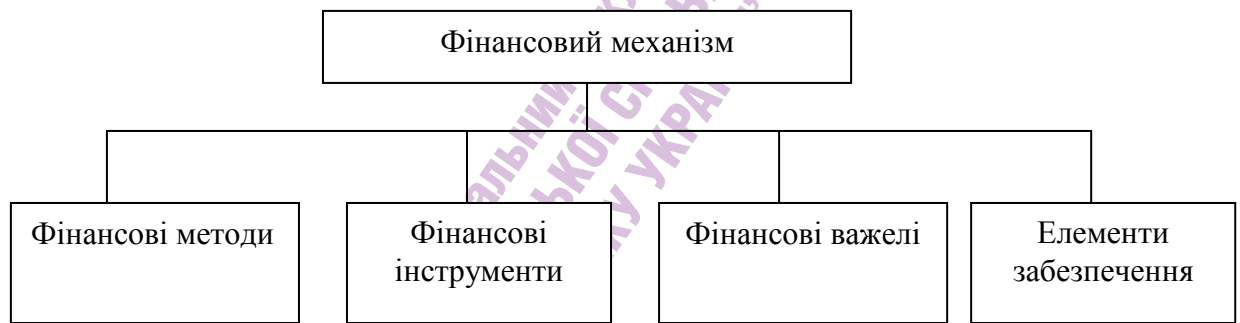 Фінансовий механізм
Фінансові методи
Фінансові
інструменти
Фінансові важелі
Елементи
забезпечення